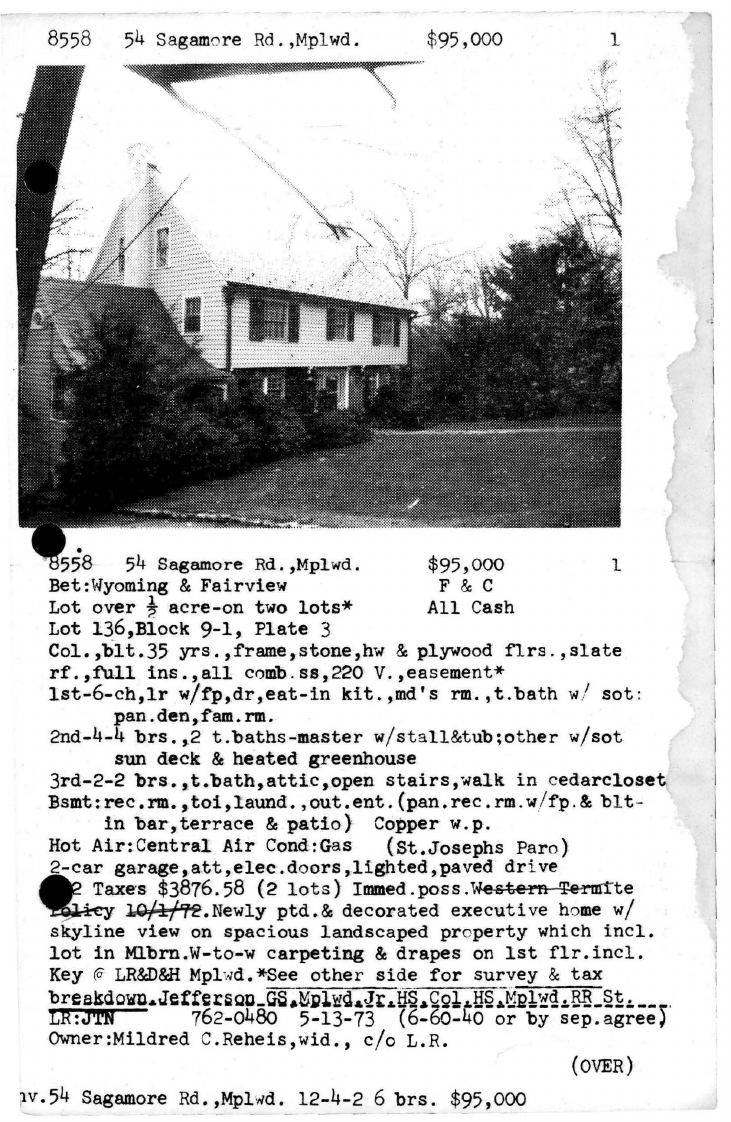 8558 54 Sagamore Rd.,Mplwd. $95,000 1
8558 54 Sagamore Rd.,Mplwd. $95,000 1
Bet:Wyoming & Fairview F & C
Lot over ½ acre-on two lots* All Cash
Lot 136,Block 9-1, Plate 3
Col.,blt.35 yrs.,frame,stone,hw & plywood flrs.,slate
rf.,full ins.,all comb.ss,220 V.,easement*
1st-6-ch,lr w/fp,dr,eat-in kit.,md's rm.,t.bath w/ sot:
pan.den,fam.rm.
2nd-4-4 brs.,2 t.baths-master w/stall&tub;other w/sot
sun deck & heated greenhouse
3rd-2-2 brs.,t.bath,attic,open stairs,walk in cedarcloset
Bsmt:rec.rm.,toi,laund.,out.ent.(pan.rec.rm.w/fp.& blt-
in bar,terrace & patio) Copper w.p.
Hot Air:Central Air Cond:Gas (St.Josephs Paro)
2-car garage,att,elec.doors,lighted,paved drive
2 Taxes $3876.58 (2 lots) Immed.poss.Western Termite
Policy 10/1/72.Newly ptd.& decorated executive home w/
skyline view on spacious landscaped property which incl.
lot in Mlbrn.W-to-w carpeting & drapes on 1st flr.incl.
Key @ LR&D&H Mplwd.*See other side for survey & tax
breakdown.Jefferson GS,Mplwd.Jr.HS,Col.HS,Mplwd.RR St.
LR:JTN 762-0480 5-13-73 (6-60-40 or by sep.agree)
Owner:Mildred C.Reheis,wid., c/o L.R.
(OVER)
nv.54 Sagamore Rd.,Mplwd. 12-4-2 6 brs. $95,000